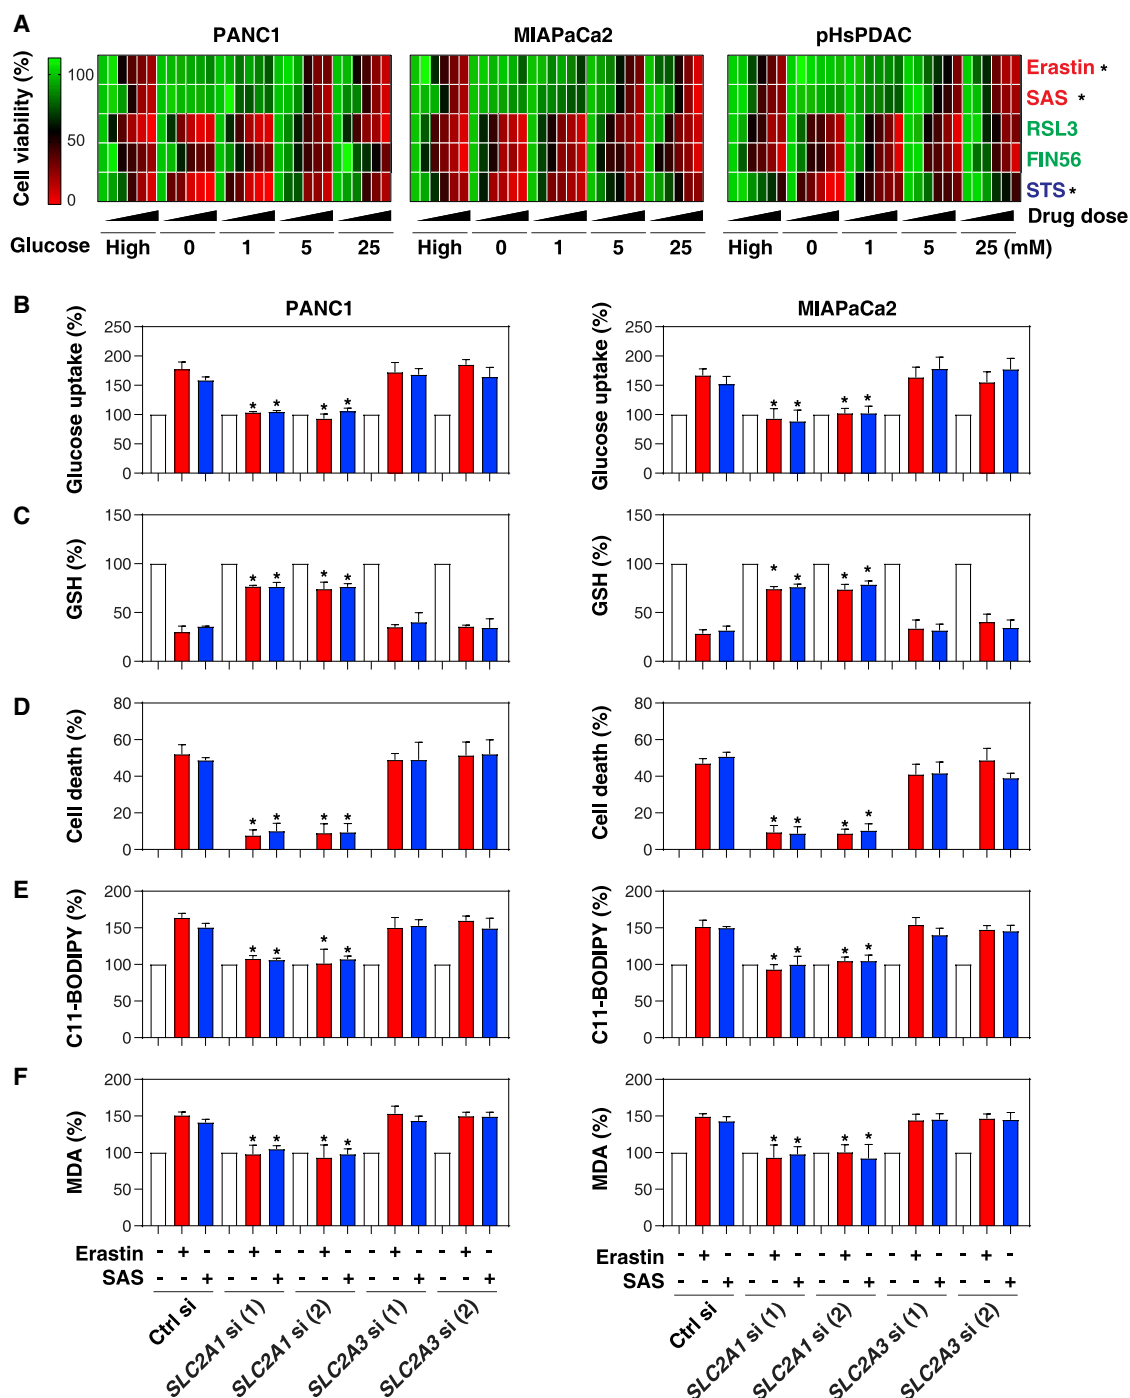 A
PANC1
MIAPaCa2
pHsPDAC
Cell viability (%)
100
50
0
Erastin *
SAS *
RSL3
FIN56
STS *
Drug dose
Glucose High 0 1 5 25 High 0 1 5 25 High 0 1 5 25 (mM)
B
PANC1
MIAPaCa2
Glucose uptake (%)
250
200
150
100
50
0
* * * *
Glucose uptake (%)
250
200
150
100
50
0
* * * *
C
GSH (%)
150
100
50
0
* * * *
GSH (%)
150
100
50
0
* * * *
D
Cell death (%)
80
60
40
20
0
* * * *
Cell death (%)
80
60
40
20
0
* * * *
E
C11-BODIPY (%)
200
150
100
50
0
* * * *
C11-BODIPY (%)
200
150
100
50
0
* * * *
F
MDA (%)
200
150
100
50
0
* * * *
MDA (%)
200
150
100
50
0
* * * *
Erastin - + - - + - - + - - + - - + -
SAS - - + - - + - - + - - + - - +
Ctrl si
SLC2A1 si (1)
SLC2A1 si (2)
SLC2A3 si (1)
SLC2A3 si (2)
Erastin - + - - + - - + - - + - - + -
SAS - - + - - + - - + - - + - - +
Ctrl si
SLC2A1 si (1)
SLC2A1 si (2)
SLC2A3 si (1)
SLC2A3 si (2)